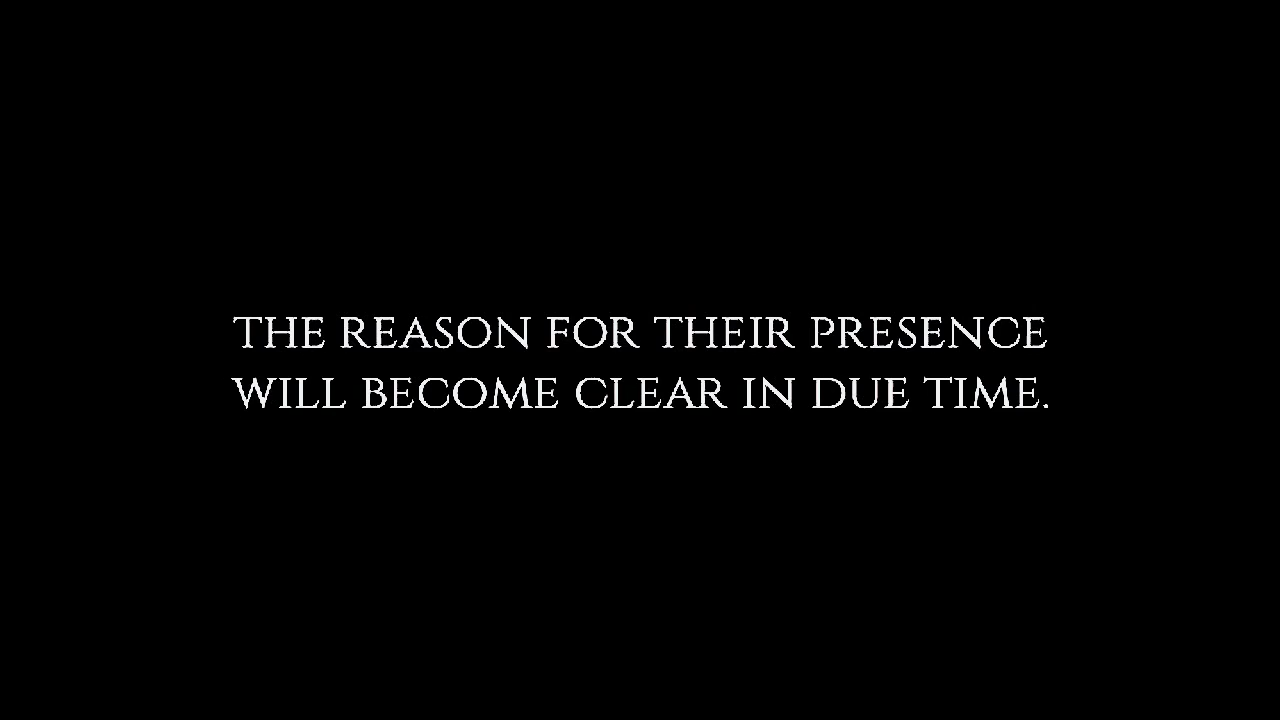 THE REASON FOR THEIR PRESENCE
WILL BECOME CLEAR IN DUE TIME.